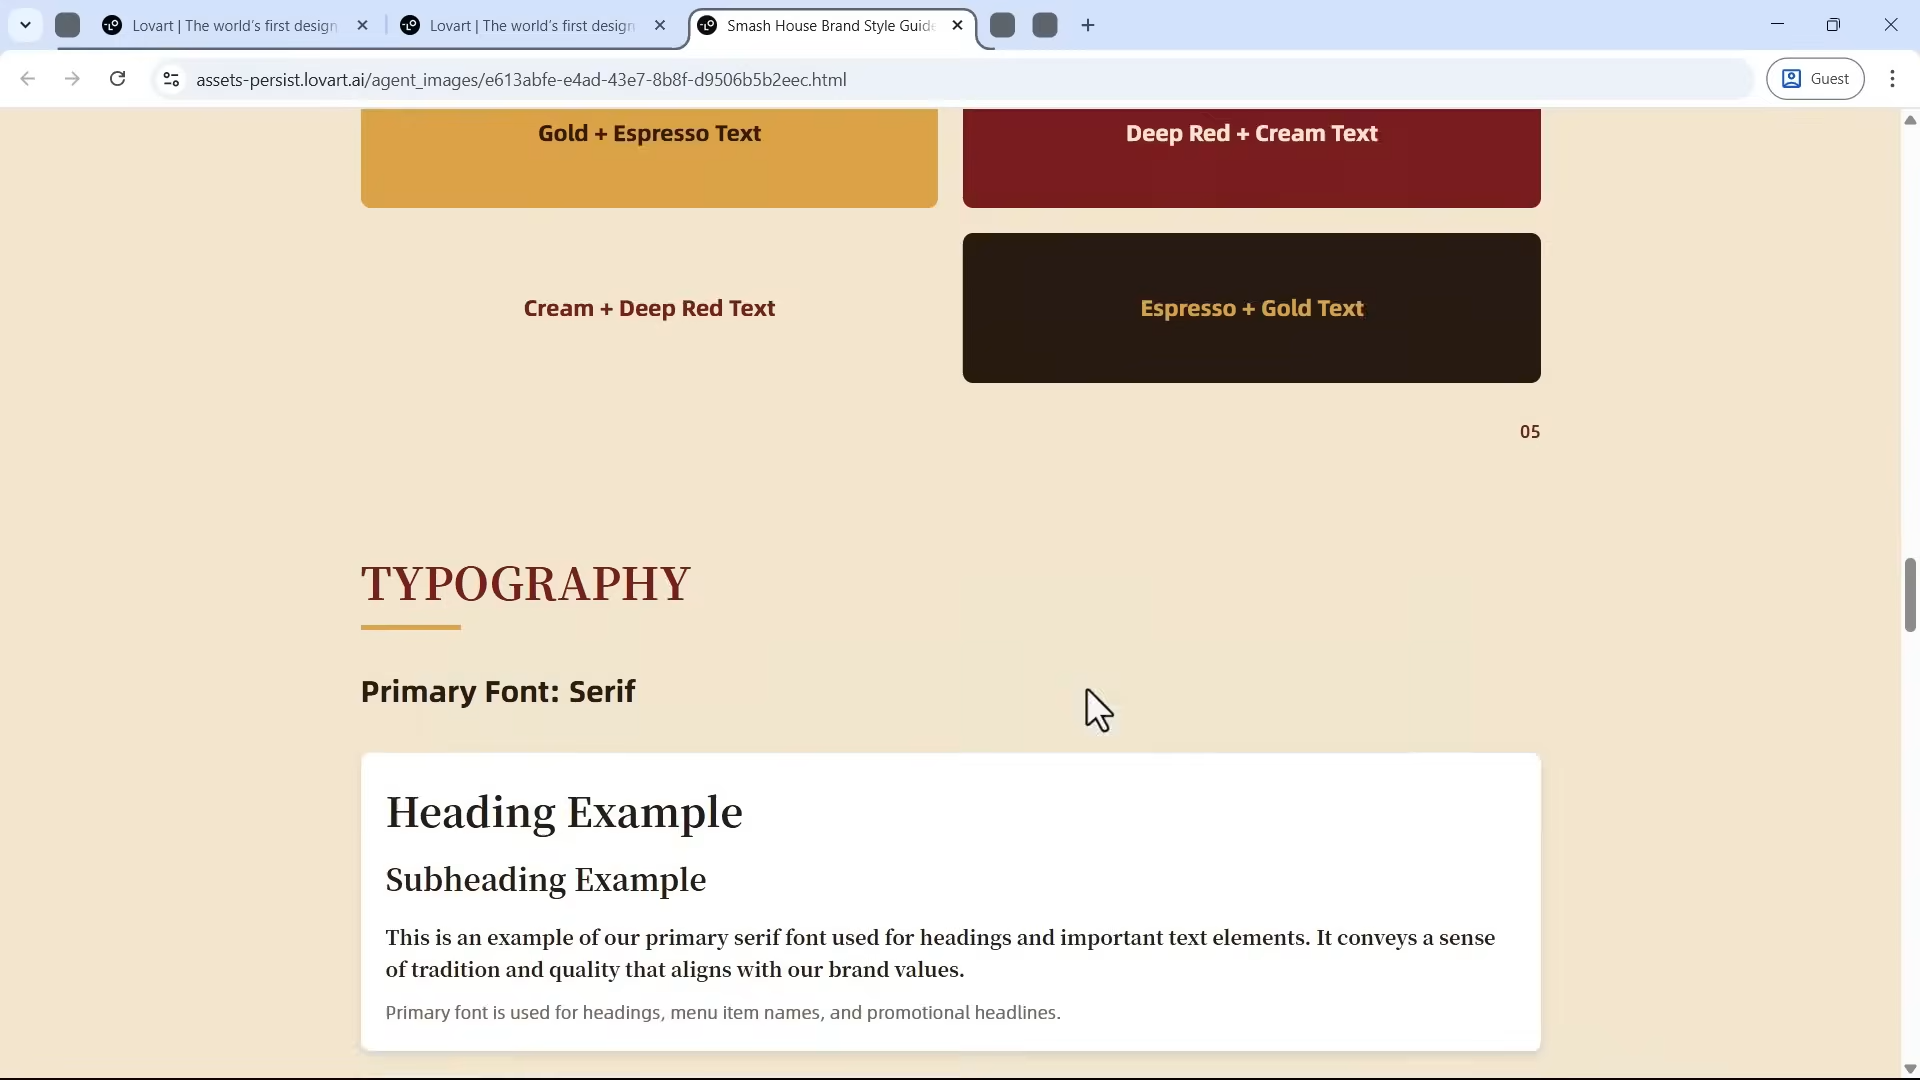 Lovart | The world's first design
Lovart | The world's first design
Smash House Brand Style Guide
assets-persist.lovart.ai/agent_images/e613abfe-e4ad-43e7-8b8f-d9506b5b2eec.html
Guest
Gold + Espresso Text
Deep Red + Cream Text
Cream + Deep Red Text
Espresso + Gold Text
05
TYPOGRAPHY
Primary Font: Serif
Heading Example
Subheading Example
This is an example of our primary serif font used for headings and important text elements. It conveys a sense
of tradition and quality that aligns with our brand values.
Primary font is used for headings, menu item names, and promotional headlines.